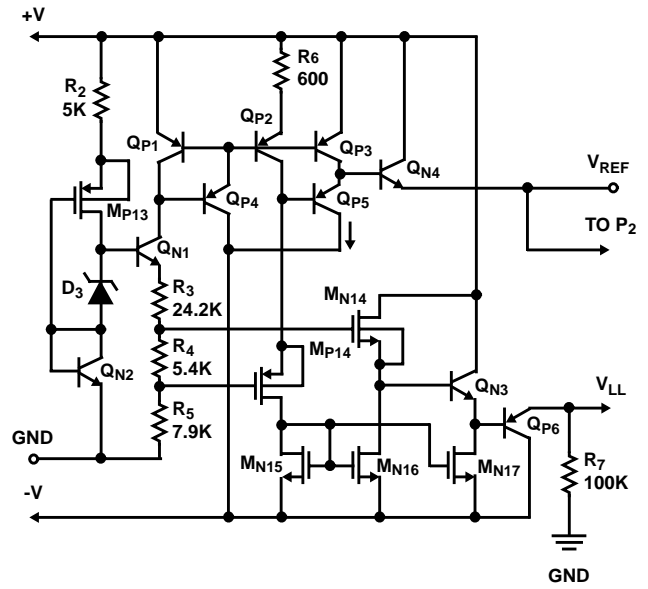 +V
R2
5K
R6
600
QP1
QP2
QP3
QN4
VREF
TO P2
MP13
QP4
QP5
QN1
D3
R3
24.2K
MN14
R4
5.4K
MP14
QN2
QN3
VLL
R5
7.9K
QP6
GND
MN15
MN16
MN17
R7
100K
-V
GND